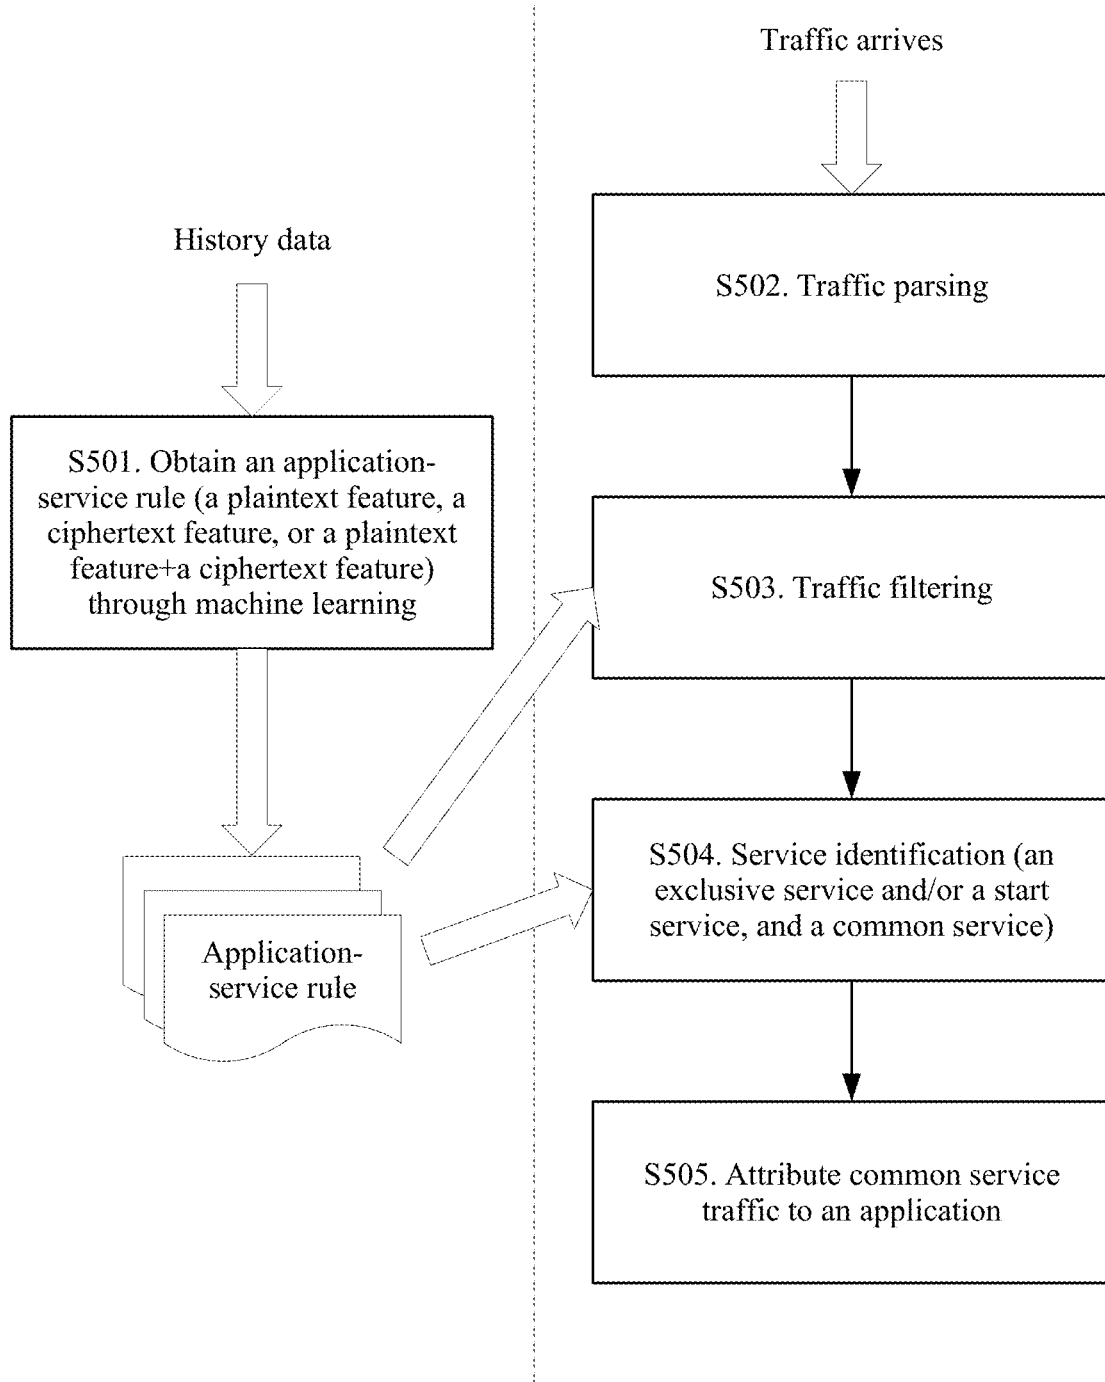 Traffic arrives
History data
S502. Traffic parsing
S501. Obtain an application-
service rule (a plaintext feature, a
ciphertext feature, or a plaintext
feature+a ciphertext feature)
through machine learning
S503. Traffic filtering
S504. Service identification (an
exclusive service and/or a start
service, and a common service)
Application-
service rule
S505. Attribute common service
traffic to an application